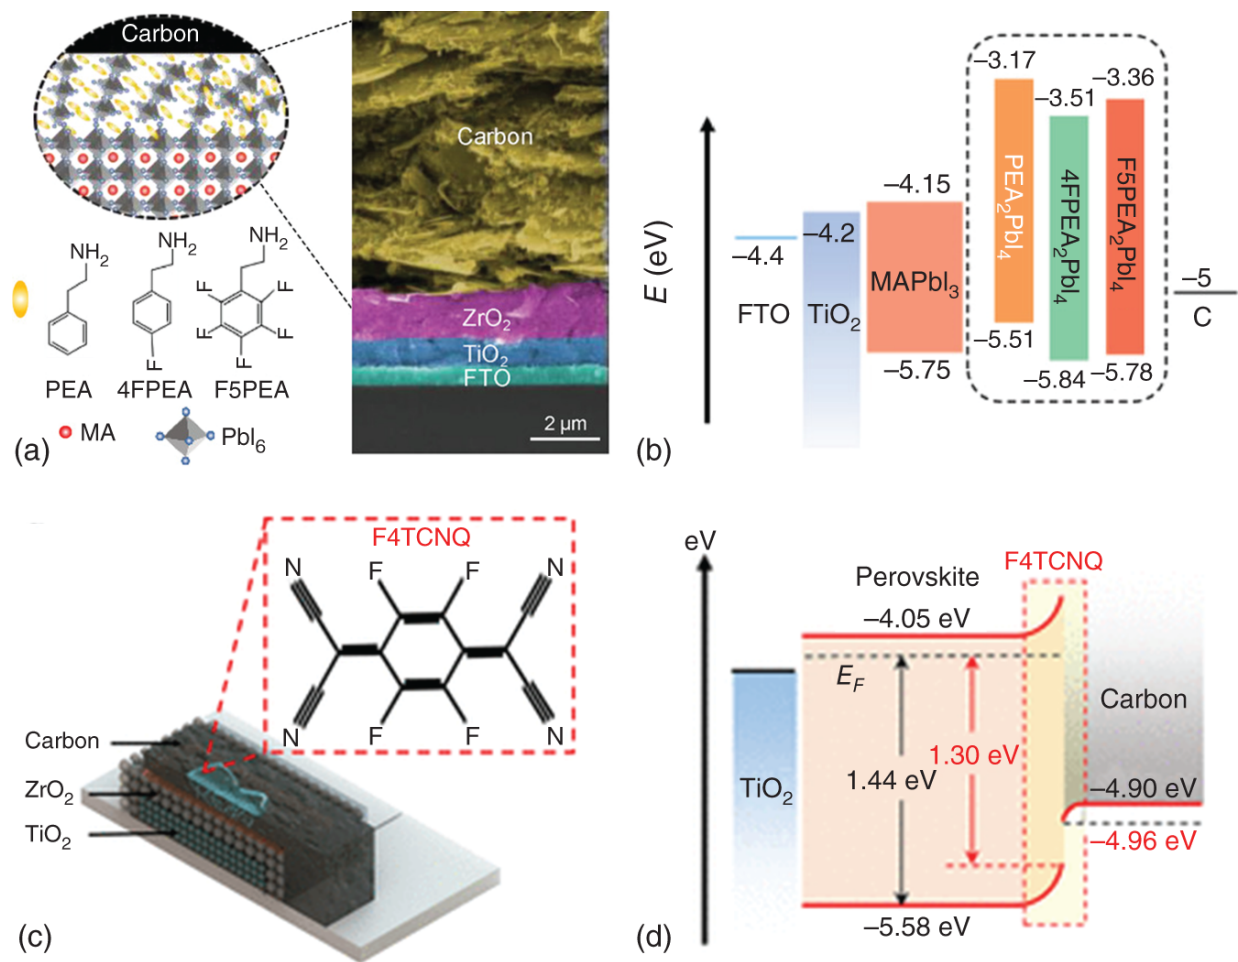 Carbon
NH₂
NH₂
NH₂
F
F
F
F
F
F
PEA
4FPEA
F5PEA
MA
PbI₆
(a)
Carbon
ZrO₂
TiO₂
FTO
2 μm
E (eV)
−4.4
FTO
−4.2
TiO₂
−4.15
MAPbI₃
−5.75
−3.17
PEA₂PbI₄
−5.51
−3.51
4FPEA₂PbI₄
−5.84
−3.36
F5PEA₂PbI₄
−5.78
−5
C
(b)
F4TCNQ
N
F
F
N
N
F
F
N
Carbon
ZrO₂
TiO₂
(c)
eV
F4TCNQ
Perovskite
−4.05 eV
E_F
Carbon
1.30 eV
1.44 eV
TiO₂
−4.90 eV
−4.96 eV
−5.58 eV
(d)